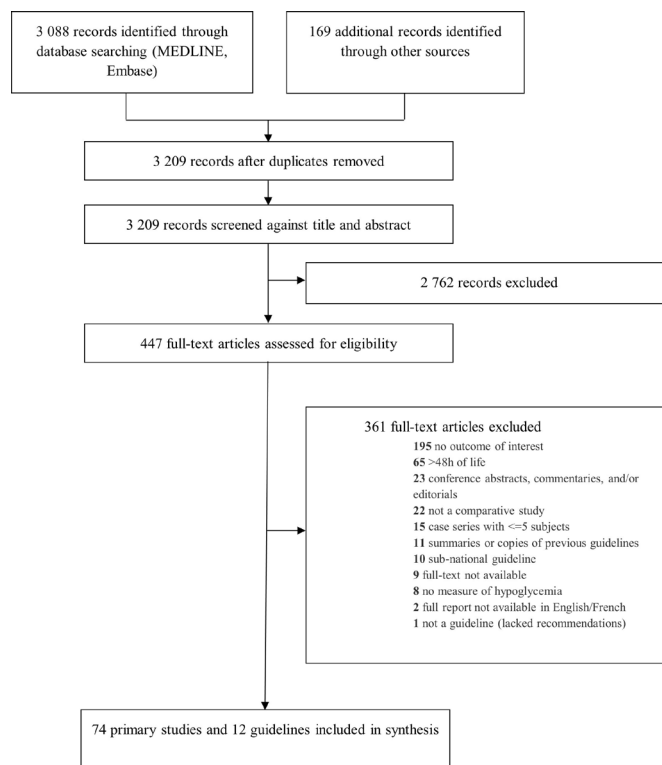 3 088 records identified through
database searching (MEDLINE,
Embase)
169 additional records identified
through other sources
3 209 records after duplicates removed
3 209 records screened against title and abstract
2 762 records excluded
447 full-text articles assessed for eligibility
361 full-text articles excluded
195 no outcome of interest
65 >48h of life
23 conference abstracts, commentaries, and/or
editorials
22 not a comparative study
15 case series with <=5 subjects
11 summaries or copies of previous guidelines
10 sub-national guideline
9 full-text not available
8 no measure of hypoglycemia
2 full report not available in English/French
1 not a guideline (lacked recommendations)
74 primary studies and 12 guidelines included in synthesis